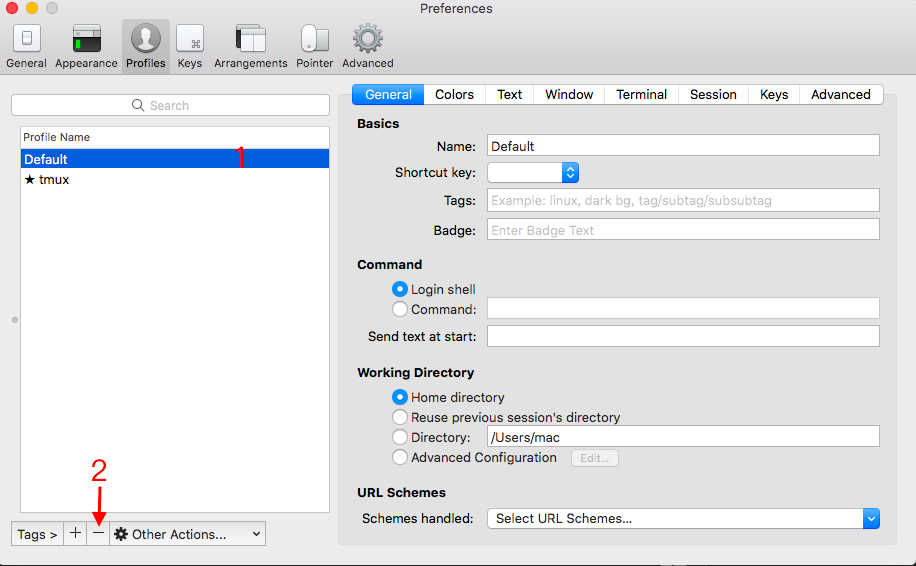 Preferences
General Appearance Profiles Keys Arrangements Pointer Advanced
Search
Profile Name
Default
1
★ tmux
2
Tags > + − Other Actions...
General Colors Text Window Terminal Session Keys Advanced
Basics
Name: Default
Shortcut key:
Tags: Example: linux, dark bg, tag/subtag/subsubtag
Badge: Enter Badge Text
Command
Login shell
Command:
Send text at start:
Working Directory
Home directory
Reuse previous session's directory
Directory: /Users/mac
Advanced Configuration Edit...
URL Schemes
Schemes handled: Select URL Schemes...